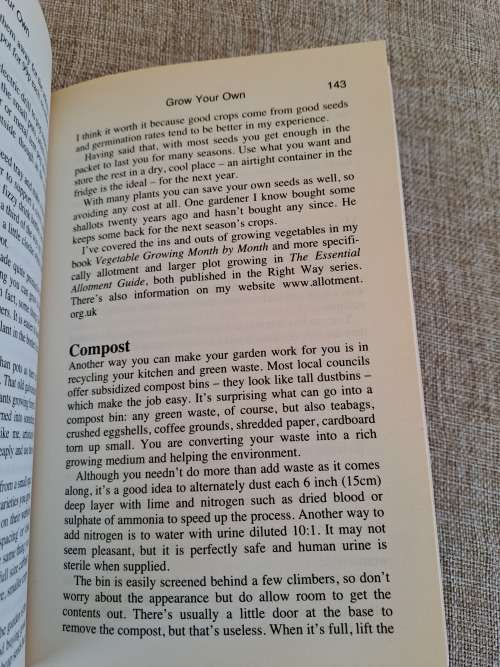 Your Own
Grow Your Own 143
I think it worth it because good crops come from good seeds
and germination rates tend to be better in my experience.
Having said that, with most seeds you get enough in the
packet to last you for many seasons. Use what you want and
store the rest in a dry, cool place – an airtight container in the
fridge is the ideal – for the next year.
With many plants you can save your own seeds as well, so
avoiding any cost at all. One gardener I know bought some
shallots twenty years ago and hasn't bought any since. He
keeps some back for the next season's crops.
I've covered the ins and outs of growing vegetables in my
book Vegetable Growing Month by Month and more specifi-
cally allotment and larger plot growing in The Essential
Allotment Guide, both published in the Right Way series.
There's also information on my website www.allotment.
org.uk
Compost
Another way you can make your garden work for you is in
recycling your kitchen and green waste. Most local councils
offer subsidized compost bins – they look like tall dustbins –
which make the job easy. It's surprising what can go into a
compost bin: any green waste, of course, but also teabags,
crushed eggshells, coffee grounds, shredded paper, cardboard
torn up small. You are converting your waste into a rich
growing medium and helping the environment.
Although you needn't do more than add waste as it comes
along, it's a good idea to alternately dust each 6 inch (15cm)
deep layer with lime and nitrogen such as dried blood or
sulphate of ammonia to speed up the process. Another way to
add nitrogen is to water with urine diluted 10:1. It may not
seem pleasant, but it is perfectly safe and human urine is
sterile when supplied.
The bin is easily screened behind a few climbers, so don't
worry about the appearance but do allow room to get the
contents out. There's usually a little door at the base to
remove the compost, but that's useless. When it's full, lift the